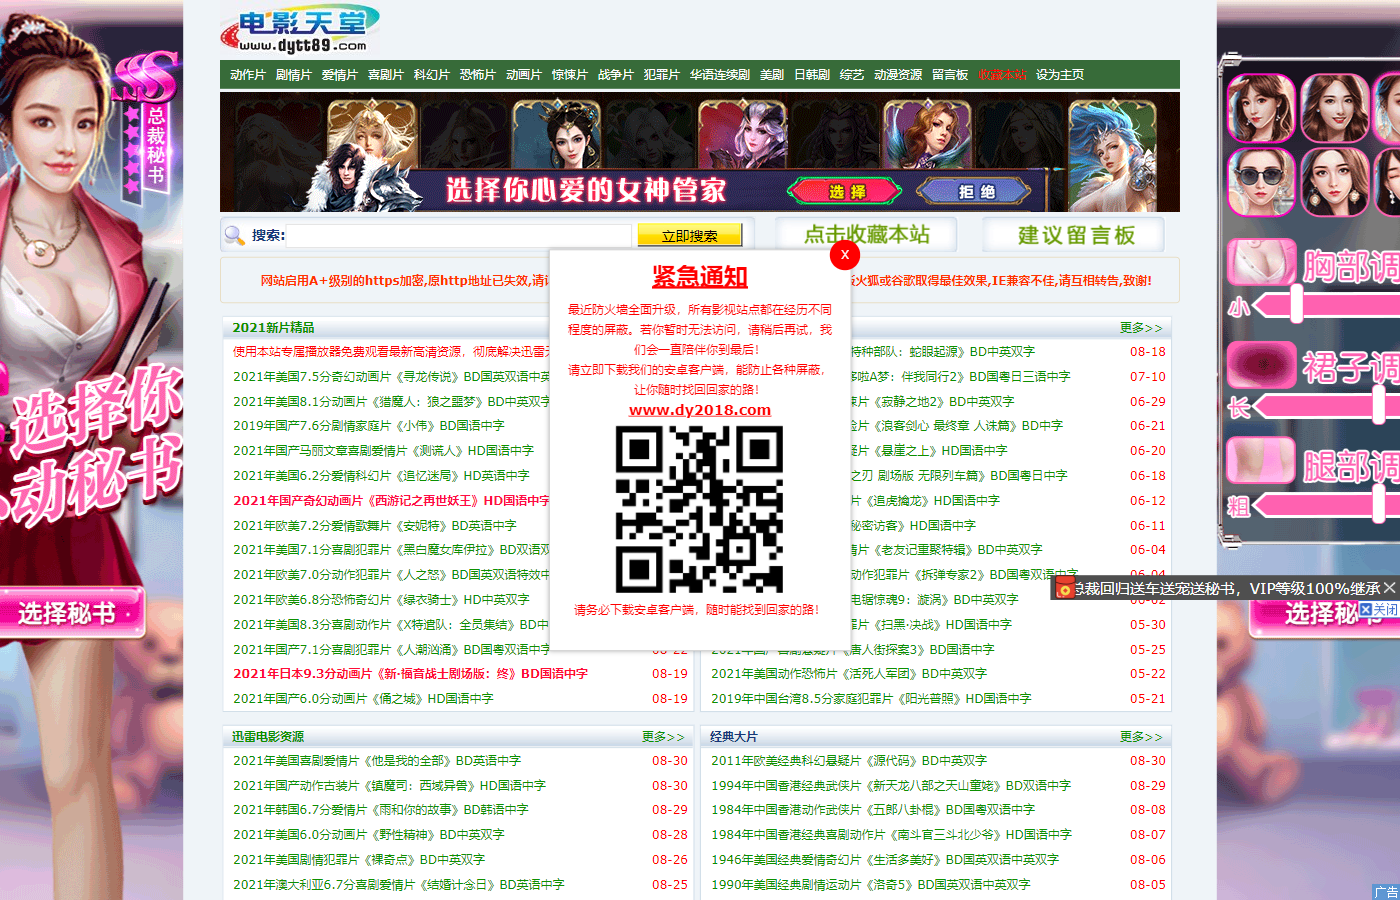 电影天堂
www.dytt89.com
动作片 剧情片 爱情片 喜剧片 科幻片 恐怖片 动画片 惊悚片 战争片 犯罪片 华语连续剧 美剧 日韩剧 综艺 动漫资源 留言板 收藏本站 设为主页
SSS
总裁秘书
选择你心爱的女神管家
选择
拒绝
搜索:
立即搜索
点击收藏本站
建议留言板
网站启用A+级别的https加密,原http地址已失效,请
火狐或谷歌取得最佳效果,IE兼容不佳,请互相转告,致谢!
X
紧急通知
最近防火墙全面升级，所有影视站点都在经历不同
程度的屏蔽。若你暂时无法访问，请稍后再试，我
们会一直陪伴你到最后！
请立即下载我们的安卓客户端，能防止各种屏蔽，
让你随时找回回家的路！
www.dy2018.com
请务必下载安卓客户端，随时能找到回家的路！
2021新片精品
使用本站专属播放器免费观看最新高清资源，彻底解决迅雷
2021年美国7.5分奇幻动画片《寻龙传说》BD国英双语中英
2021年美国8.1分动画片《猎魔人：狼之噩梦》BD中英双字
2019年国产7.6分剧情家庭片《小伟》BD国语中字
2021年国产马丽文章喜剧爱情片《测谎人》HD国语中字
2021年美国6.2分爱情科幻片《追忆迷局》HD英语中字
2021年国产奇幻动画片《西游记之再世妖王》HD国语中字
2021年欧美7.2分爱情歌舞片《安妮特》BD英语中字
2021年美国7.1分喜剧犯罪片《黑白魔女库伊拉》BD双语双
2021年欧美7.0分动作犯罪片《人之怒》BD国英双语特效中
2021年欧美6.8分恐怖奇幻片《绿衣骑士》HD中英双字
2021年美国8.3分喜剧动作片《X特遣队：全员集结》BD中
2021年国产7.1分喜剧犯罪片《人潮汹涌》BD国粤双语中字
2021年日本9.3分动画片《新·福音战士剧场版：终》BD国语中字 08-19
2021年国产6.0分动画片《俑之城》HD国语中字 08-19
更多>>
特种部队：蛇眼起源》BD中英双字 08-18
哆啦A梦：伴我同行2》BD国粤日三语中字 07-10
片《寂静之地2》BD中英双字 06-29
片《浪客剑心 最终章 人诛篇》BD中字 06-21
片《悬崖之上》HD国语中字 06-20
之刃 剧场版 无限列车篇》BD国粤日中字 06-18
片《追虎擒龙》HD国语中字 06-12
秘密访客》HD国语中字 06-11
片《老友记重聚特辑》BD中英双字 06-04
动作犯罪片《拆弹专家2》BD国粤双语
电锯惊魂9：漩涡》BD中英双字 06-02
片《扫黑·决战》HD国语中字 05-30
唐人街探案3》BD国语中字 05-25
2021年美国动作恐怖片《活死人军团》BD中英双字 05-22
2019年中国台湾8.5分家庭犯罪片《阳光普照》HD国语中字 05-21
迅雷电影资源 更多>>
2021年美国喜剧爱情片《他是我的全部》BD英语中字 08-30
2021年国产动作古装片《镇魔司：西域异兽》HD国语中字 08-30
2021年韩国6.7分爱情片《雨和你的故事》BD韩语中字 08-29
2021年美国6.0分动画片《野性精神》BD中英双字 08-28
2021年美国剧情犯罪片《裸奇点》BD中英双字 08-26
2021年澳大利亚6.7分喜剧爱情片《结婚计念日》BD英语中字 08-25
经典大片 更多>>
2011年欧美经典科幻悬疑片《源代码》BD中英双字 08-30
1994年中国香港经典武侠片《新天龙八部之天山童姥》BD双语中字 08-29
1984年中国香港动作武侠片《五郎八卦棍》BD国粤双语中字 08-08
1984年中国香港经典喜剧动作片《南斗官三斗北少爷》HD国语中字 08-07
1946年美国经典爱情奇幻片《生活多美好》BD国英双语中英双字 08-06
1990年美国经典剧情运动片《洛奇5》BD国英双语中英双字 08-05
选择你
动秘书
选择秘书
胸部调
小
裙子调
长
腿部调
粗
总裁回归送车送宠送秘书，VIP等级100%继承
选择秘书
关闭
广告